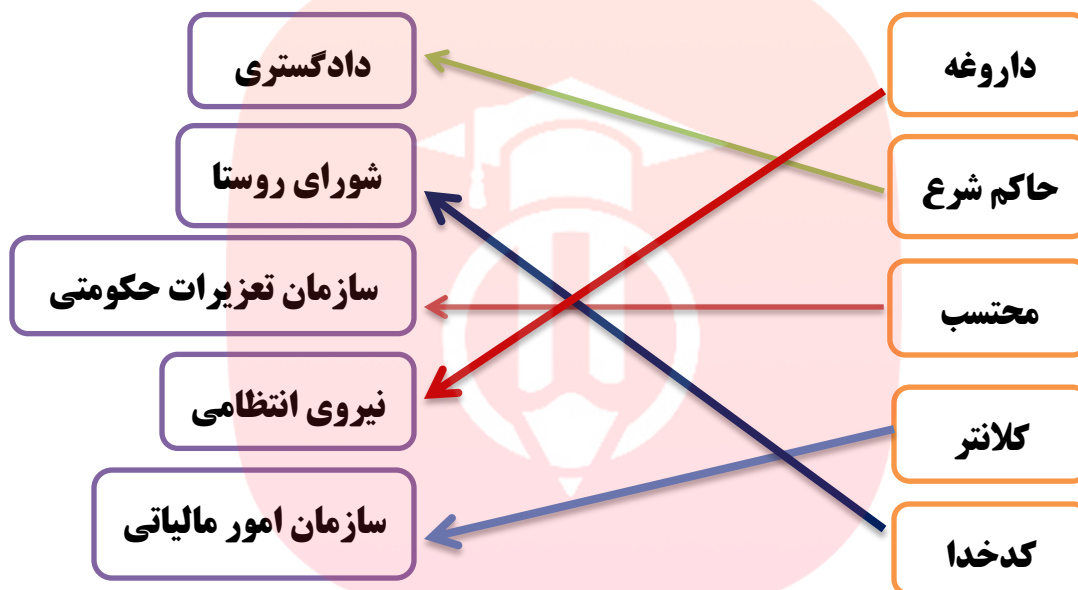 داروغه
حاکم شرع
محتسب
کلانتر
کدخدا
دادگستری
شورای روستا
سازمان تعزیرات حکومتی
نیروی انتظامی
سازمان امور مالیاتی